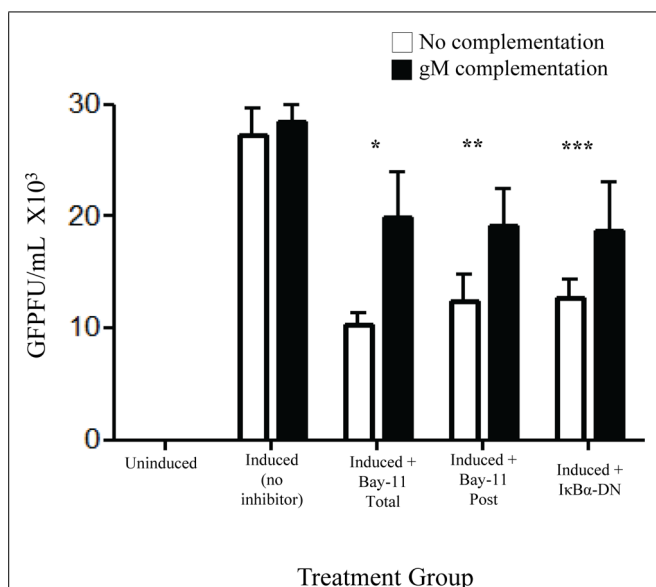 No complementation
gM complementation
GFPFU/mL X10³
30
20
10
0
* ** ***
Uninduced
Induced
(no
inhibitor)
Induced +
Bay-11
Total
Induced +
Bay-11
Post
Induced +
IκBα-DN
Treatment Group